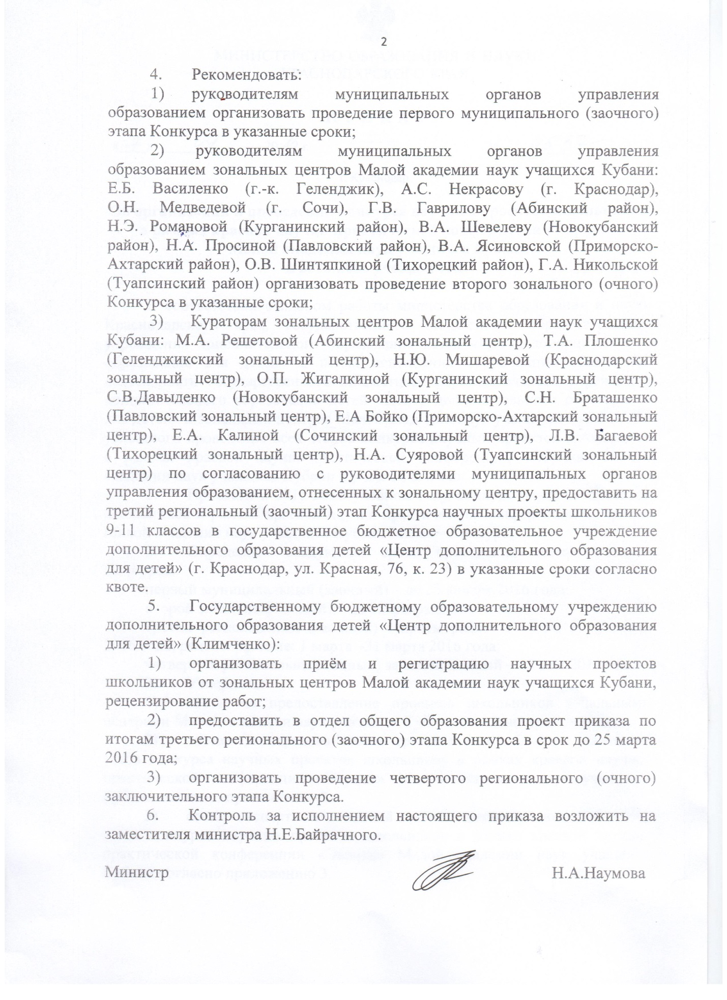 2
4. Рекомендовать:
1) руководителям муниципальных органов управления
образованием организовать проведение первого муниципального (заочного)
этапа Конкурса в указанные сроки;
2) руководителям муниципальных органов управления
образованием зональных центров Малой академии наук учащихся Кубани:
Е.Б. Василенко (г.-к. Геленджик), А.С. Некрасову (г. Краснодар),
О.Н. Медведевой (г. Сочи), Г.В. Гаврилову (Абинский район),
Н.Э. Романовой (Курганинский район), В.А. Шевелеву (Новокубанский
район), Н.А. Просиной (Павловский район), В.А. Ясиновской (Приморско-
Ахтарский район), О.В. Шинтяпкиной (Тихорецкий район), Г.А. Никольской
(Туапсинский район) организовать проведение второго зонального (очного)
Конкурса в указанные сроки;
3) Кураторам зональных центров Малой академии наук учащихся
Кубани: М.А. Решетовой (Абинский зональный центр), Т.А. Плошенко
(Геленджикский зональный центр), Н.Ю. Мишаревой (Краснодарский
зональный центр), О.П. Жигалкиной (Курганинский зональный центр),
С.В.Давыденко (Новокубанский зональный центр), С.Н. Браташенко
(Павловский зональный центр), Е.А Бойко (Приморско-Ахтарский зональный
центр), Е.А. Калиной (Сочинский зональный центр), Л.В. Багаевой
(Тихорецкий зональный центр), Н.А. Суяровой (Туапсинский зональный
центр) по согласованию с руководителями муниципальных органов
управления образованием, отнесенных к зональному центру, предоставить на
третий региональный (заочный) этап Конкурса научных проекты школьников
9-11 классов в государственное бюджетное образовательное учреждение
дополнительного образования детей «Центр дополнительного образования
для детей» (г. Краснодар, ул. Красная, 76, к. 23) в указанные сроки согласно
квоте.
5. Государственному бюджетному образовательному учреждению
дополнительного образования детей «Центр дополнительного образования
для детей» (Климченко):
1) организовать приём и регистрацию научных проектов
школьников от зональных центров Малой академии наук учащихся Кубани,
рецензирование работ;
2) предоставить в отдел общего образования проект приказа по
итогам третьего регионального (заочного) этапа Конкурса в срок до 25 марта
2016 года;
3) организовать проведение четвертого регионального (очного)
заключительного этапа Конкурса.
6. Контроль за исполнением настоящего приказа возложить на
заместителя министра Н.Е.Байрачного.
Министр Н.А.Наумова